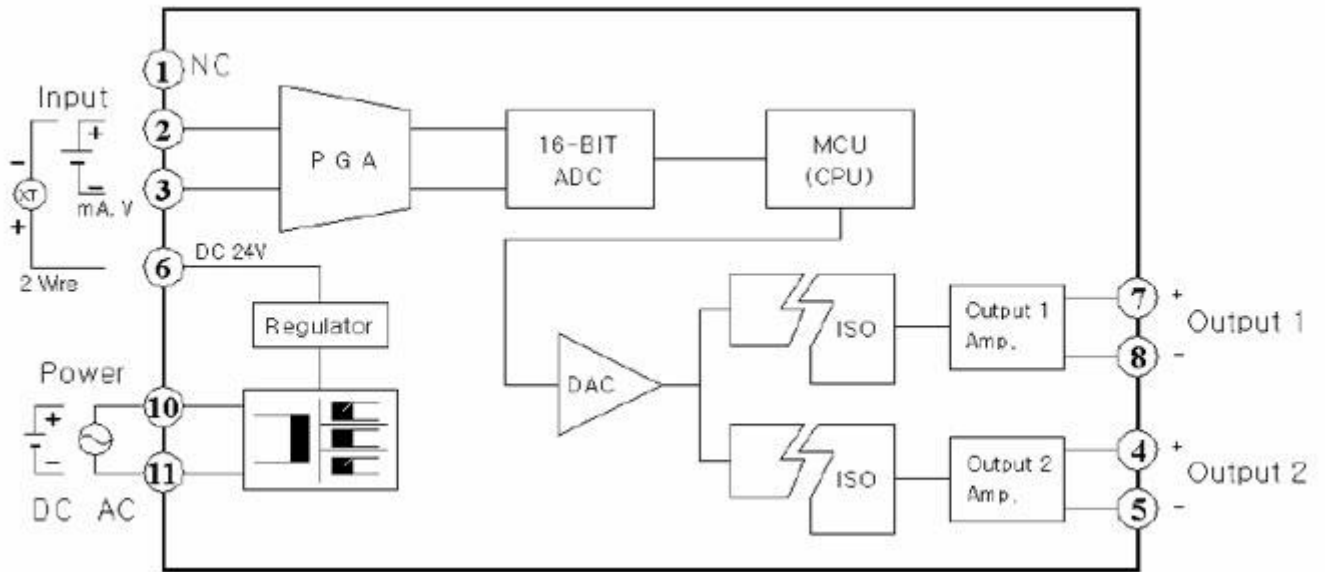 1 NC
Input
2
+
-
P G A
16-BIT
ADC
MCU
(CPU)
XT
3
-
mA, V
+
6
DC 24V
2 Wre
Regulator
7
+
Output 1
Amp.
Output 1
ISO
8
-
DAC
Power
10
+
-
11
DC AC
4
+
Output 2
Amp.
Output 2
ISO
5
-